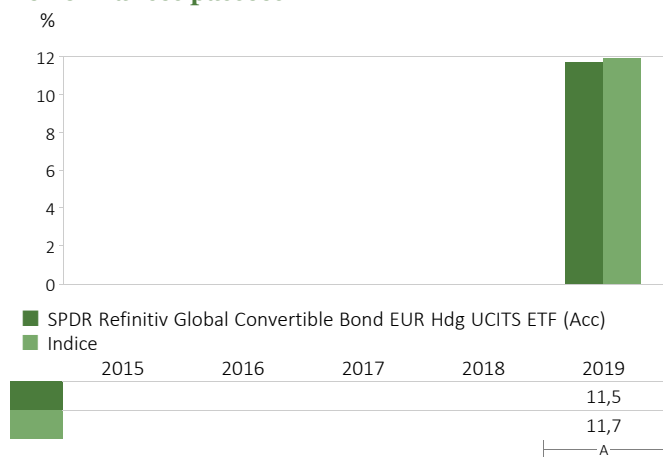 %
12
10
8
6
4
2
0
SPDR Refinitiv Global Convertible Bond EUR Hdg UCITS ETF (Acc)
Indice
2015 2016 2017 2018 2019
11,5
11,7
A